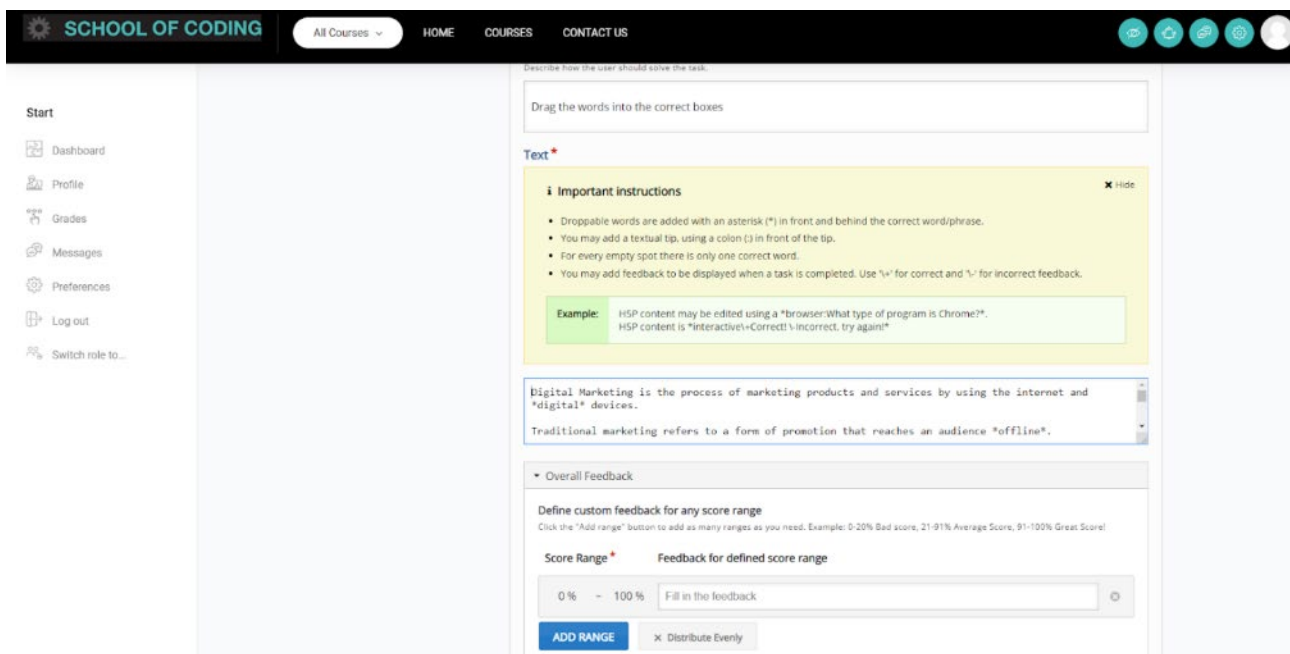 SCHOOL OF CODING
All Courses
HOME
COURSES
CONTACT US
Describe how the user should solve the task.
Start
Dashboard
Profile
Grades
Messages
Preferences
Log out
Switch role to...
Drag the words into the correct boxes
Text*
i Important instructions
✖ Hide
• Droppable words are added with an asterisk (*) in front and behind the correct word/phrase.
• You may add a textual tip, using a colon (:) in front of the tip.
• For every empty spot there is only one correct word.
• You may add feedback to be displayed when a task is completed. Use '\+' for correct and '\-' for incorrect feedback.
Example:
H5P content may be edited using a *browser:What type of program is Chrome?*.
H5P content is *interactive\+Correct! \-Incorrect, try again!*
Digital Marketing is the process of marketing products and services by using the internet and
*digital* devices.
Traditional marketing refers to a form of promotion that reaches an audience *offline*.
Overall Feedback
Define custom feedback for any score range
Click the "Add range" button to add as many ranges as you need. Example: 0-20% Bad score, 21-91% Average Score, 91-100% Great Score!
Score Range *
Feedback for defined score range
0 % - 100 %
Fill in the feedback
ADD RANGE
× Distribute Evenly